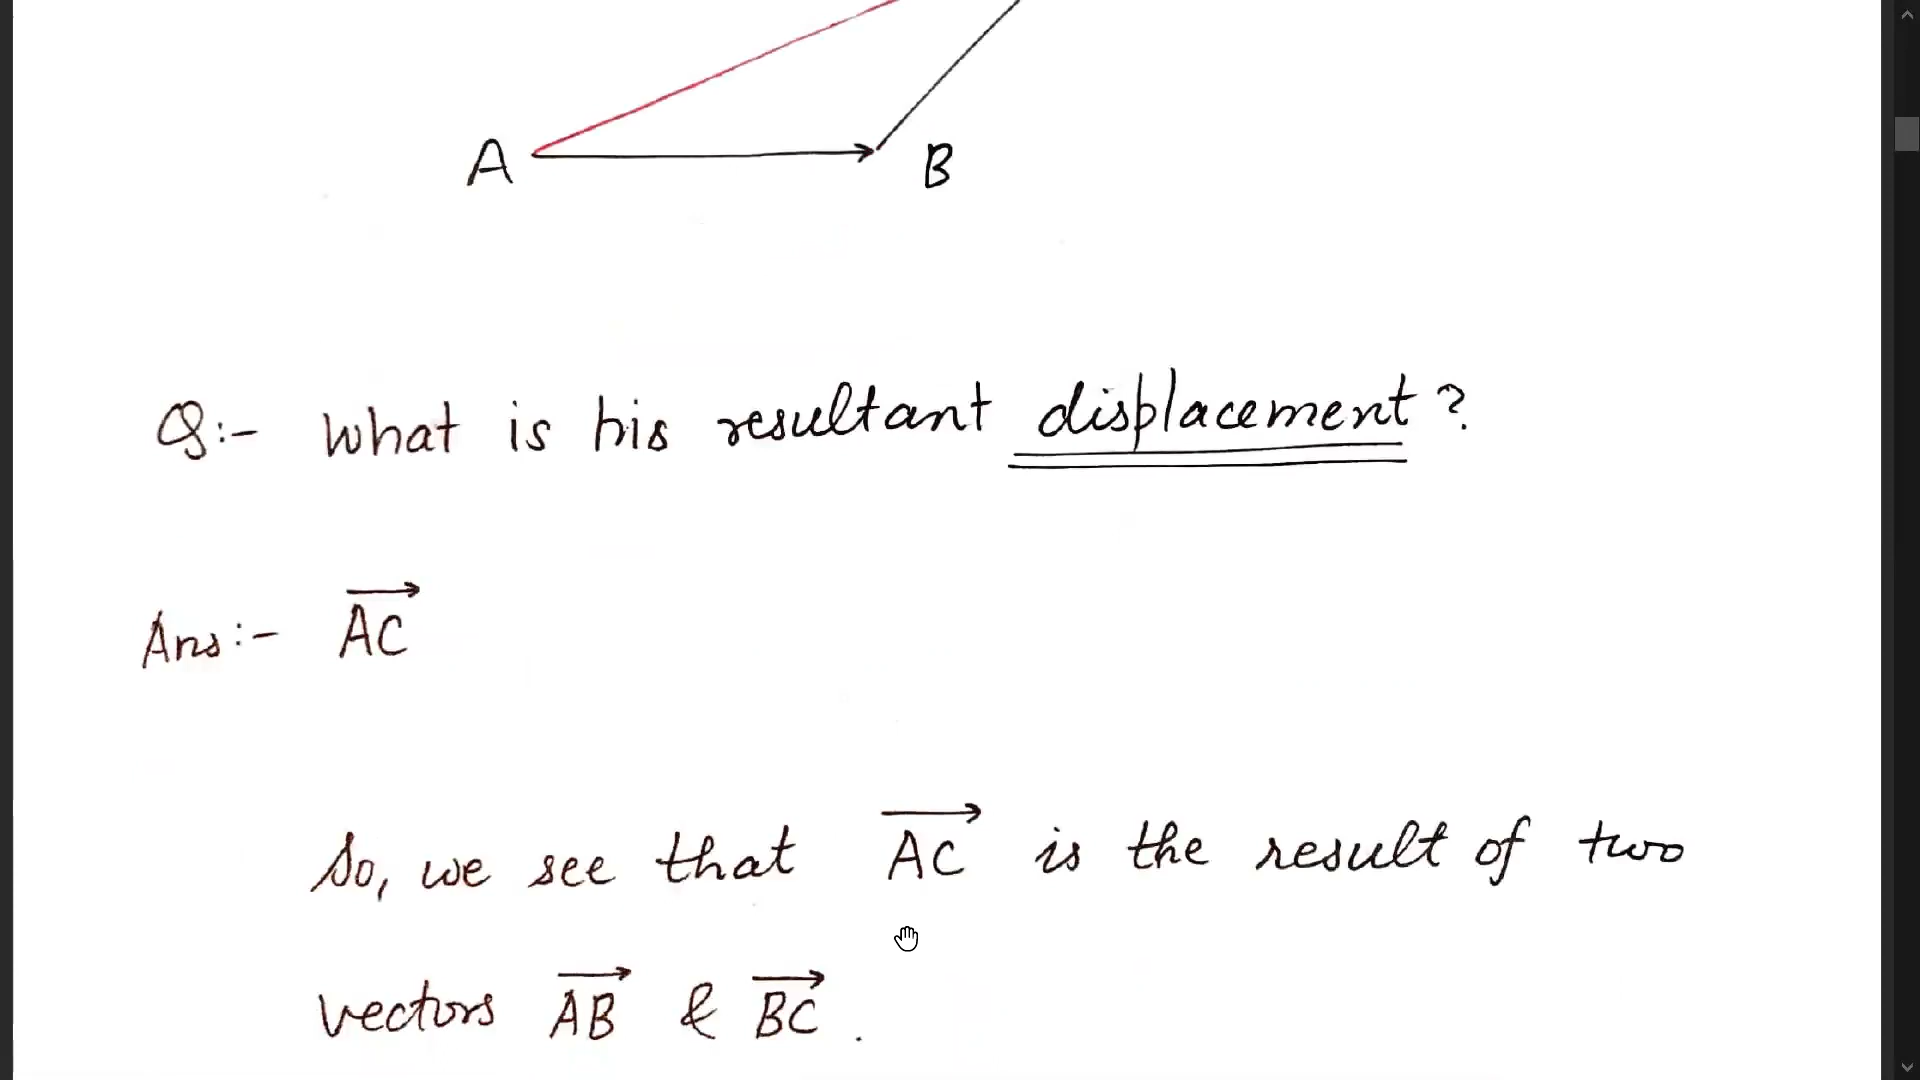 A B
Q:- What is his resultant displacement?
Ans:- AC
So, we see that AC is the result of two
vectors AB & BC.